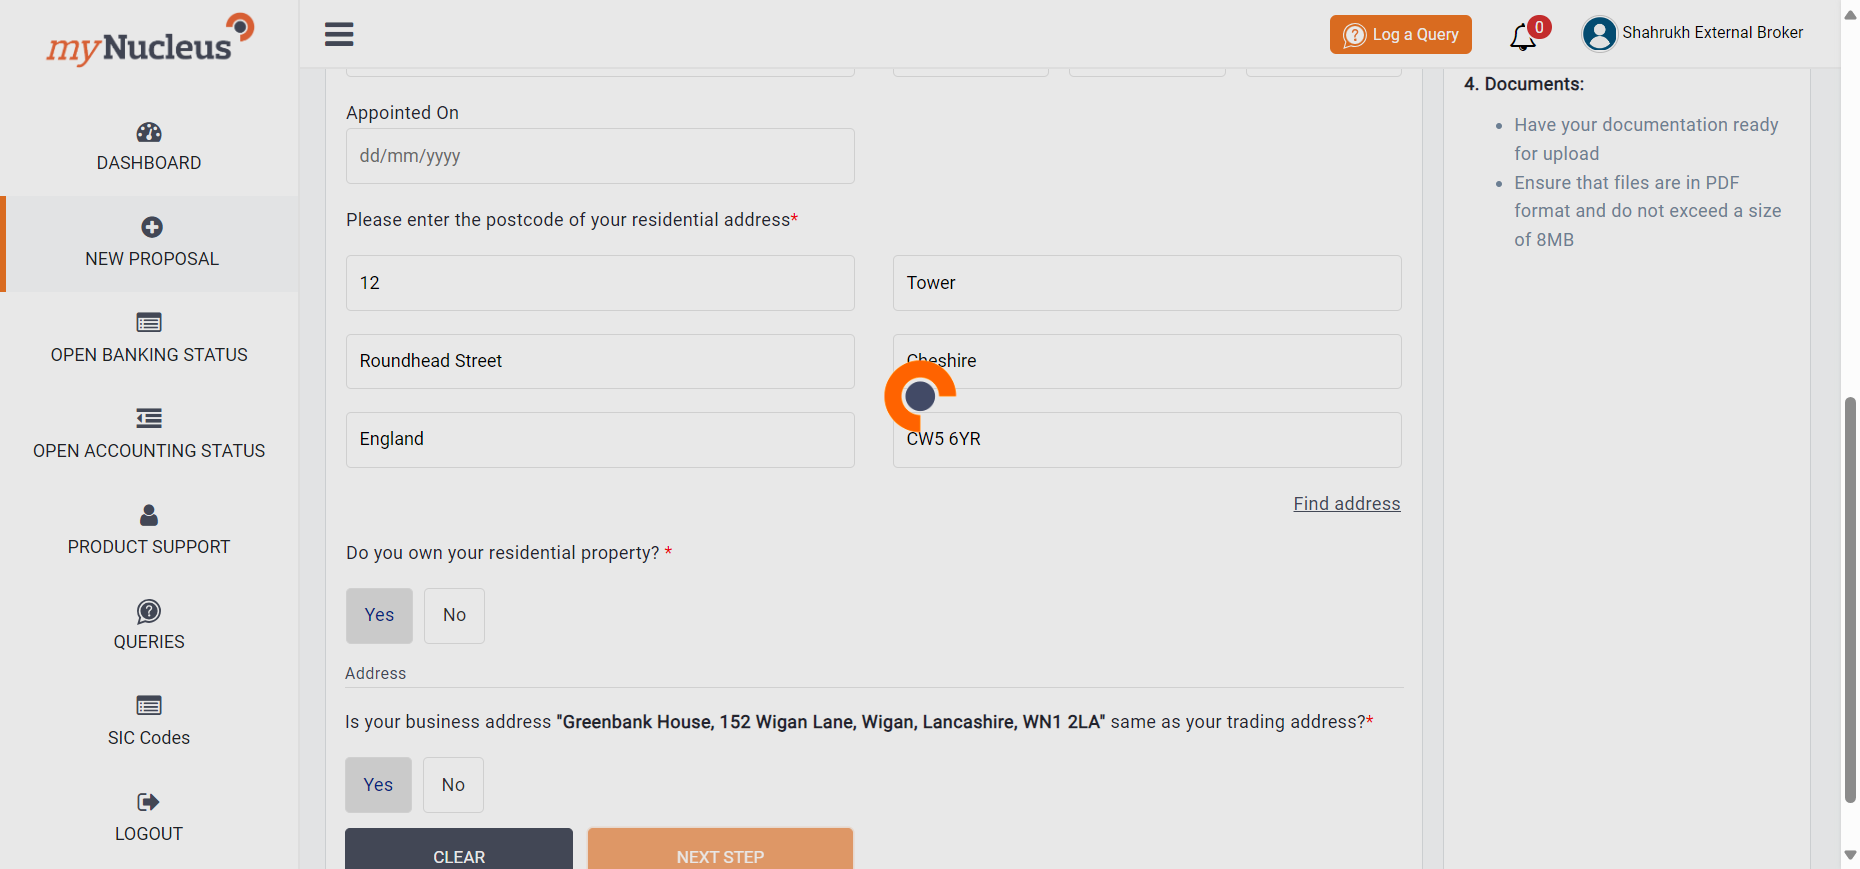 myNucleus
Log a Query
0
Shahrukh External Broker
DASHBOARD
NEW PROPOSAL
OPEN BANKING STATUS
OPEN ACCOUNTING STATUS
PRODUCT SUPPORT
QUERIES
SIC Codes
LOGOUT
Appointed On
dd/mm/yyyy
Please enter the postcode of your residential address*
12
Tower
Roundhead Street
Cheshire
England
CW5 6YR
Find address
Do you own your residential property? *
Yes
No
Address
Is your business address "Greenbank House, 152 Wigan Lane, Wigan, Lancashire, WN1 2LA" same as your trading address?*
Yes
No
CLEAR
NEXT STEP
4. Documents:
Have your documentation ready
for upload
Ensure that files are in PDF
format and do not exceed a size
of 8MB